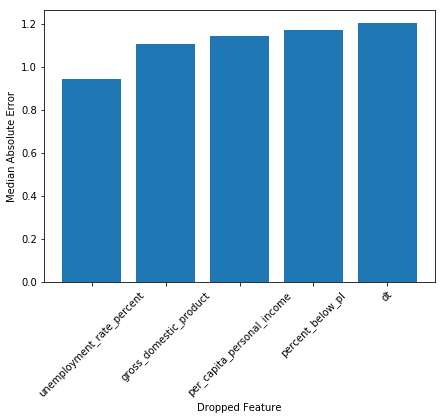 Median Absolute Error
1.2
1.0
0.8
0.6
0.4
0.2
0.0
unemployment_rate_percent
gross_domestic_product
per_capita_personal_income
percent_below_pl
dt
Dropped Feature